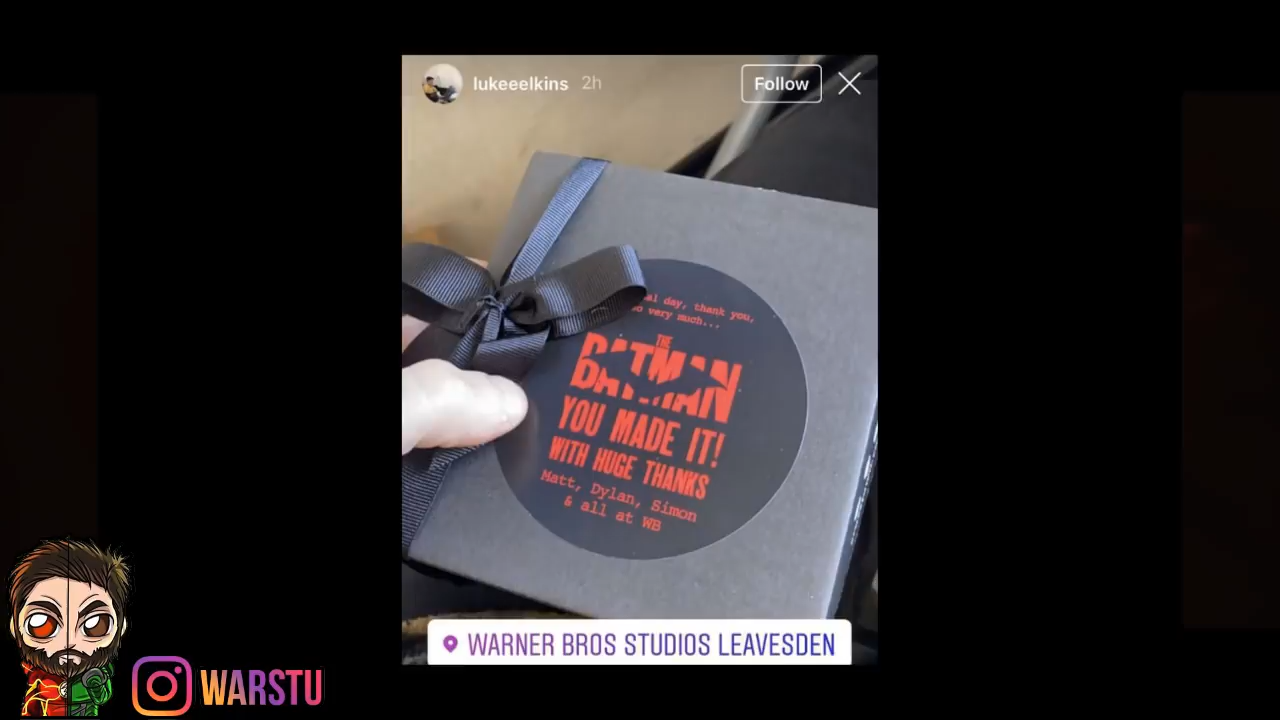 lukeeelkins 2h
Follow
day, thank you,
very much...
THE
BATMAN
YOU MADE IT!
WITH HUGE THANKS
Matt, Dylan, Simon
& all at WB
WARNER BROS STUDIOS LEAVESDEN
WARSTU